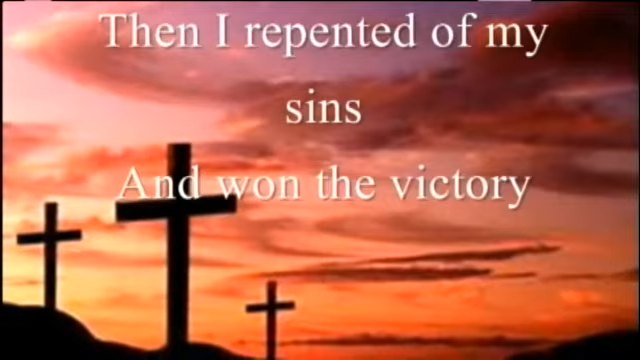 Then I repented of my
sins
And won the victory